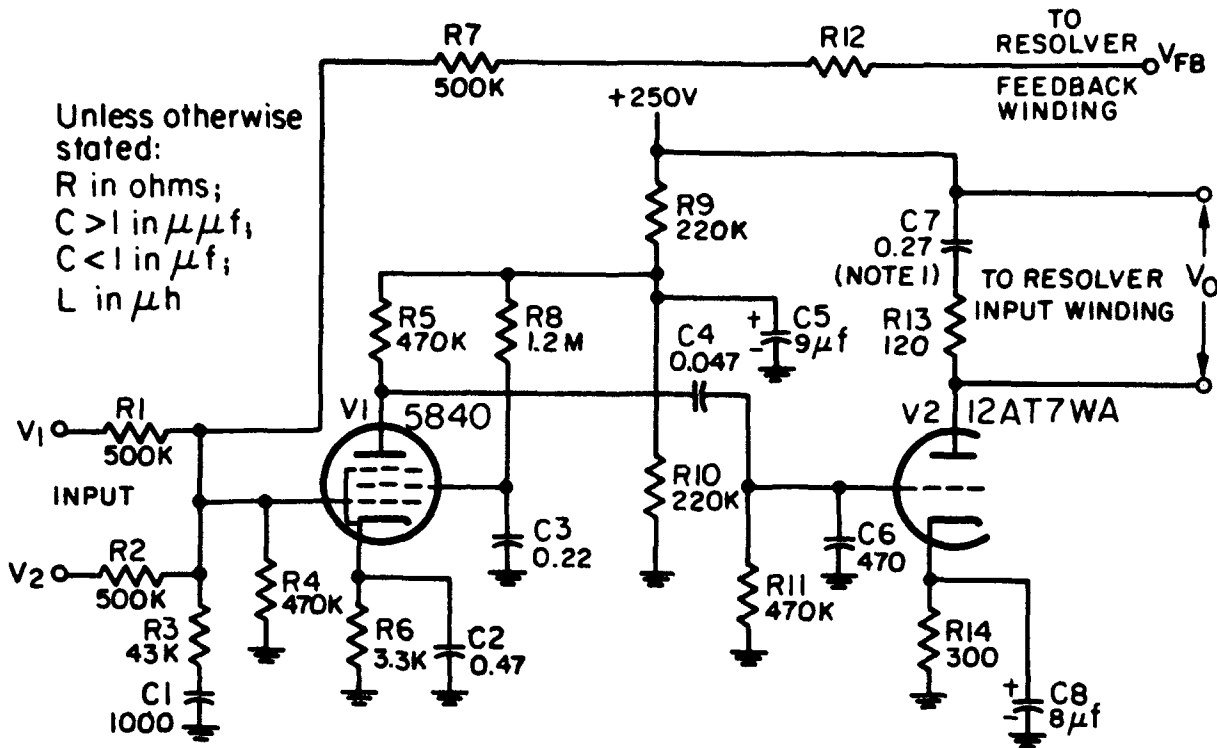 R7
500K
R12
TO
RESOLVER
FEEDBACK
WINDING
VFB
+250V
Unless otherwise
stated:
R in ohms;
C >1 in μμf;
C <1 in μf;
L in μh
R9
220K
C7
0.27
(NOTE 1)
TO RESOLVER
INPUT WINDING
VO
R5
470K
R8
1.2M
C4
0.047
+
-
C5
9μf
R13
120
V1
5840
V2
12AT7WA
V1
R1
500K
INPUT
R10
220K
C3
0.22
C6
470
V2
R2
500K
R4
470K
R11
470K
R3
43K
R6
3.3K
C2
0.47
R14
300
C1
1000
+
-
C8
8μf